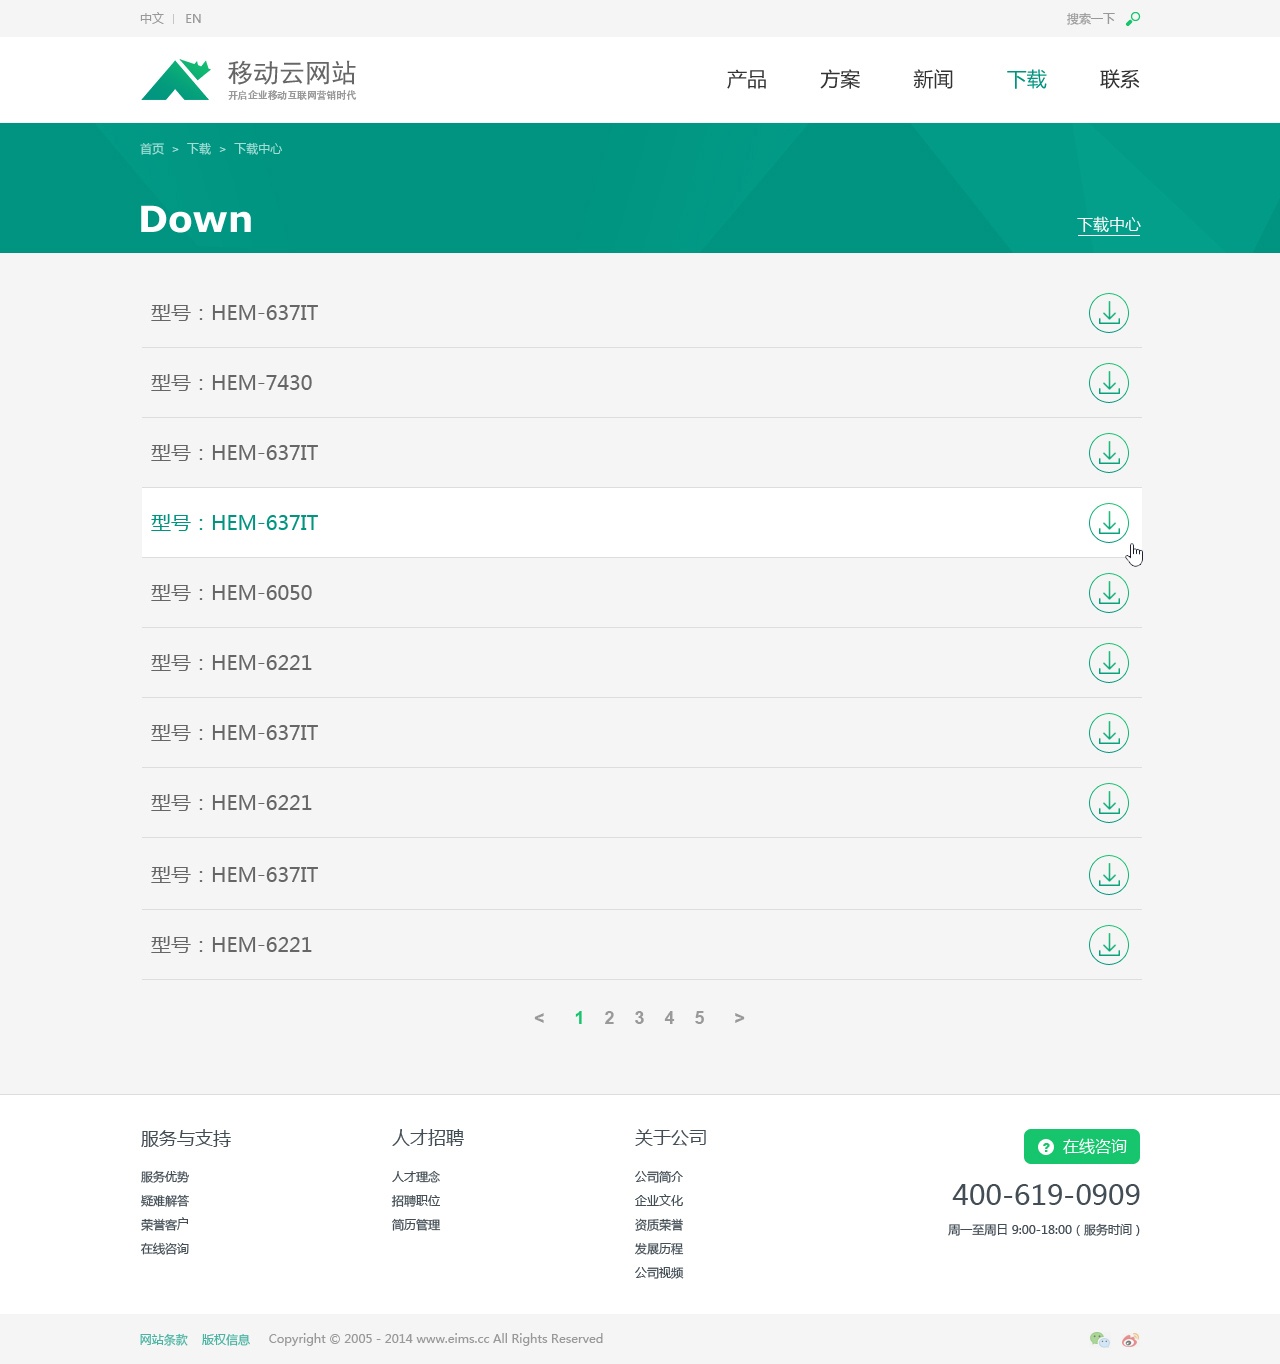 中文 | EN
搜索一下
移动云网站
开启企业移动互联网营销时代
产品 方案 新闻 下载 联系
首页 > 下载 > 下载中心
Down
下载中心
型号：HEM-637IT
型号：HEM-7430
型号：HEM-637IT
型号：HEM-637IT
型号：HEM-6050
型号：HEM-6221
型号：HEM-637IT
型号：HEM-6221
型号：HEM-637IT
型号：HEM-6221
< 1 2 3 4 5 >
服务与支持
服务优势
疑难解答
荣誉客户
在线咨询
人才招聘
人才理念
招聘职位
简历管理
关于公司
公司简介
企业文化
资质荣誉
发展历程
公司视频
在线咨询
400-619-0909
周一至周日 9:00-18:00（服务时间）
网站条款 版权信息 Copyright © 2005 - 2014 www.eims.cc All Rights Reserved